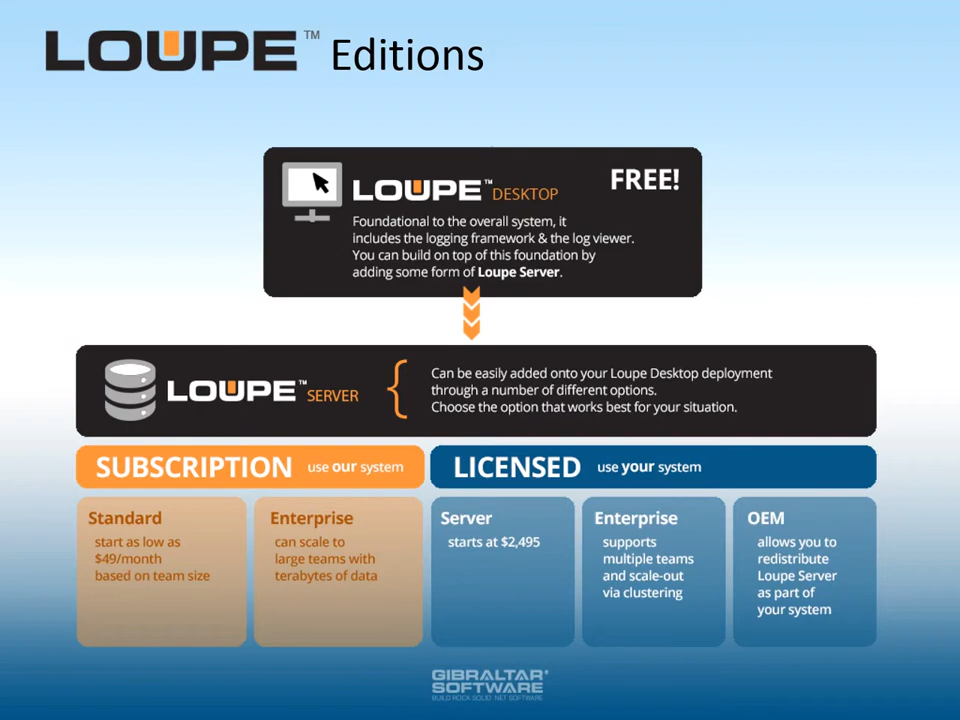 LOUPE™ Editions
LOUPE™ DESKTOP
FREE!
Foundational to the overall system, it
includes the logging framework & the log viewer.
You can build on top of this foundation by
adding some form of Loupe Server.
LOUPE™ SERVER
Can be easily added onto your Loupe Desktop deployment
through a number of different options.
Choose the option that works best for your situation.
SUBSCRIPTION use our system
LICENSED use your system
Standard
start as low as
$49/month
based on team size
Enterprise
can scale to
large teams with
terabytes of data
Server
starts at $2,495
Enterprise
supports
multiple teams
and scale-out
via clustering
OEM
allows you to
redistribute
Loupe Server
as part of
your system
GIBRALTAR®
SOFTWARE
BUILD ROCK SOLID .NET SOFTWARE